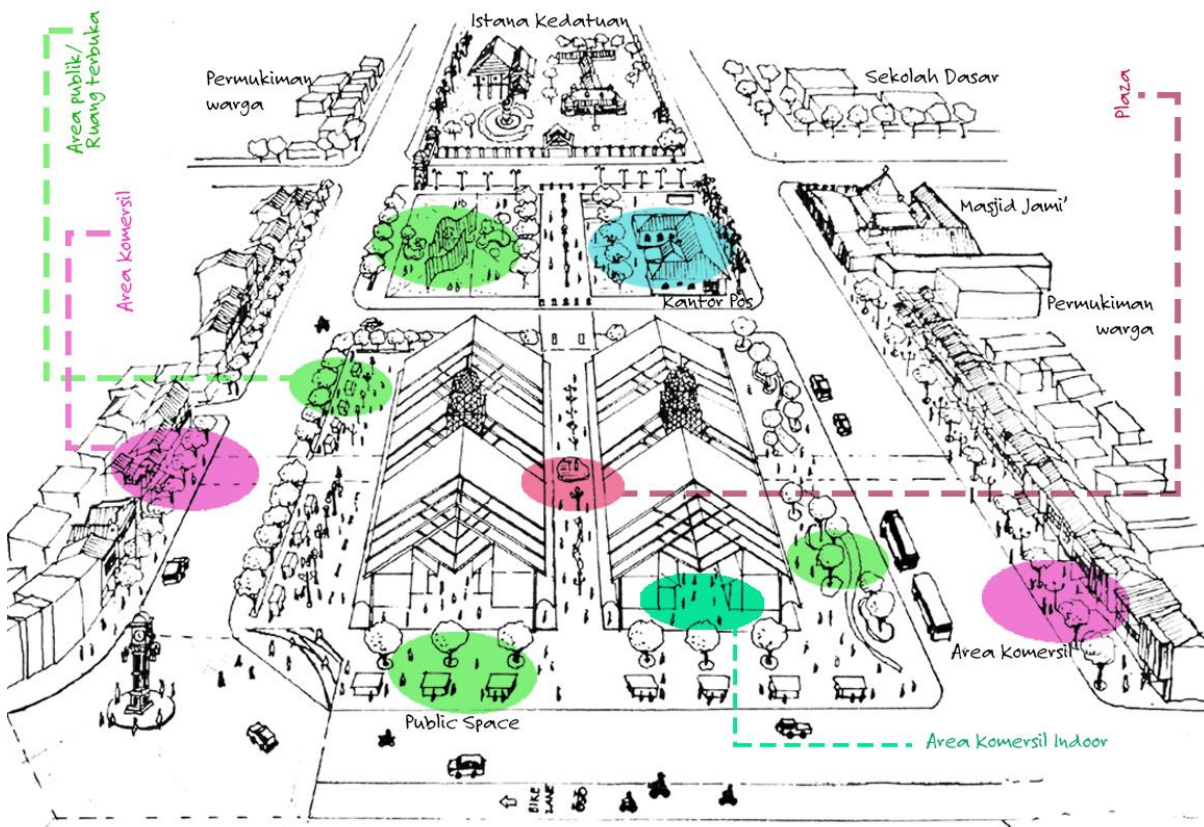 Istana Kedatuan
Area publik/
Ruang terbuka
Permukiman
warga
Sekolah Dasar
Plaza
Area Komersil
Masjid Jami'
Kantor Pos
Permukiman
warga
Area Komersil
Public Space
Area Komersil Indoor
BIKE
LANE